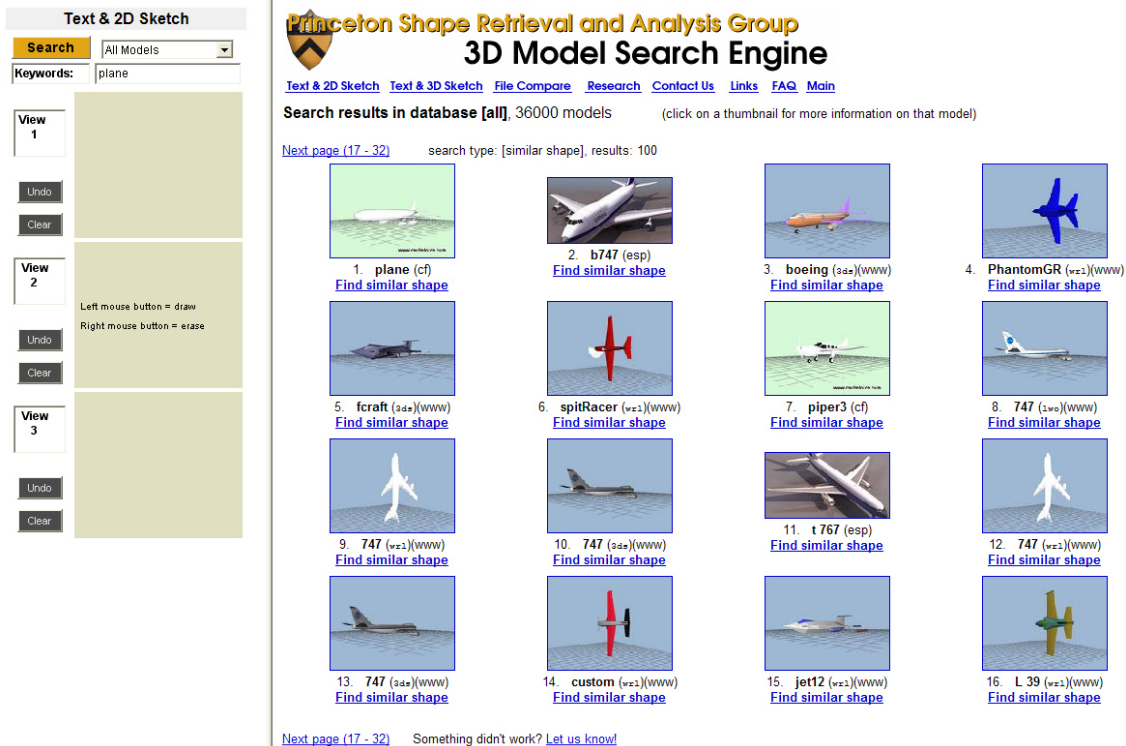 Text & 2D Sketch
Search
All Models
Keywords:
plane
View
1
Undo
Clear
View
2
Left mouse button = draw
Right mouse button = erase
Undo
Clear
View
3
Undo
Clear
Princeton Shape Retrieval and Analysis Group
3D Model Search Engine
Text & 2D Sketch Text & 3D Sketch File Compare Research Contact Us Links FAQ Main
Search results in database [all], 36000 models (click on a thumbnail for more information on that model)
Next page (17 - 32) search type: [similar shape], results: 100
1. plane (cf)
Find similar shape
2. b747 (esp)
Find similar shape
3. boeing (3ds)(www)
Find similar shape
4. PhantomGR (wrl)(www)
Find similar shape
5. fcraft (3ds)(www)
Find similar shape
6. spitRacer (wrl)(www)
Find similar shape
7. piper3 (cf)
Find similar shape
8. 747 (lwo)(www)
Find similar shape
9. 747 (wrl)(www)
Find similar shape
10. 747 (3ds)(www)
Find similar shape
11. t 767 (esp)
Find similar shape
12. 747 (wrl)(www)
Find similar shape
13. 747 (3ds)(www)
Find similar shape
14. custom (wrl)(www)
Find similar shape
15. jet12 (wrl)(www)
Find similar shape
16. L 39 (wrl)(www)
Find similar shape
Next page (17 - 32) Something didn't work? Let us know!